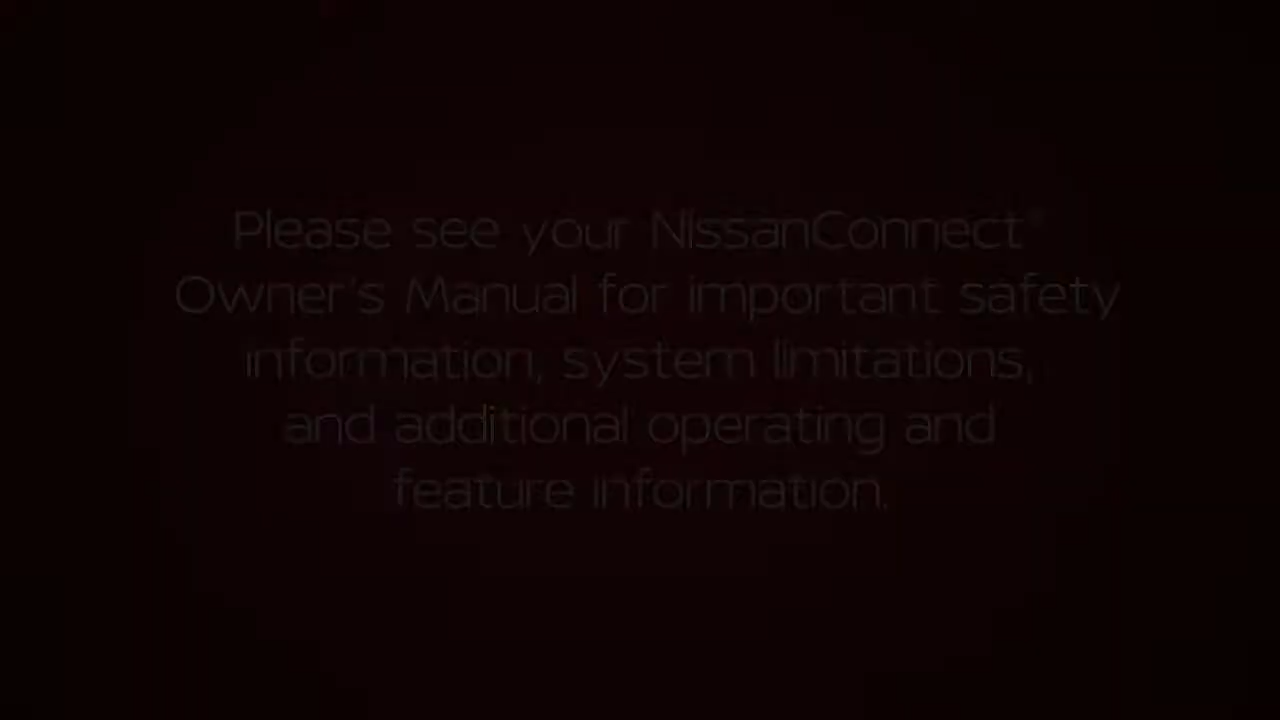 Please see your NissanConnect®
Owner's Manual for important safety
information, system limitations,
and additional operating and
feature information.